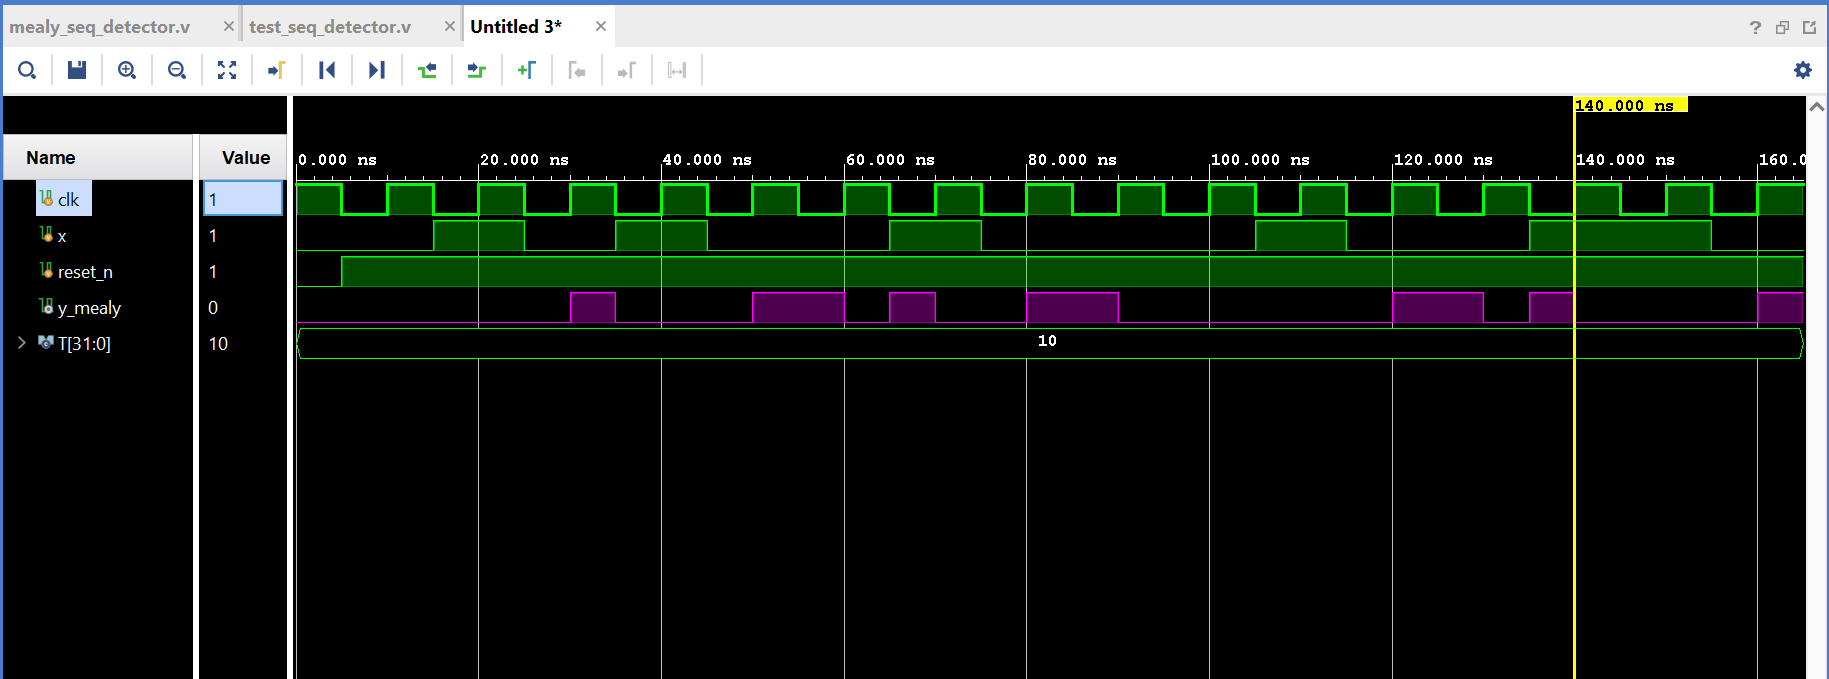 mealy_seq_detector.v × test_seq_detector.v × Untitled 3* × ?
140.000 ns
Name Value
0.000 ns 20.000 ns 40.000 ns 60.000 ns 80.000 ns 100.000 ns 120.000 ns 140.000 ns 160.0
clk 1
x 1
reset_n 1
y_mealy 0
T[31:0] 10 10